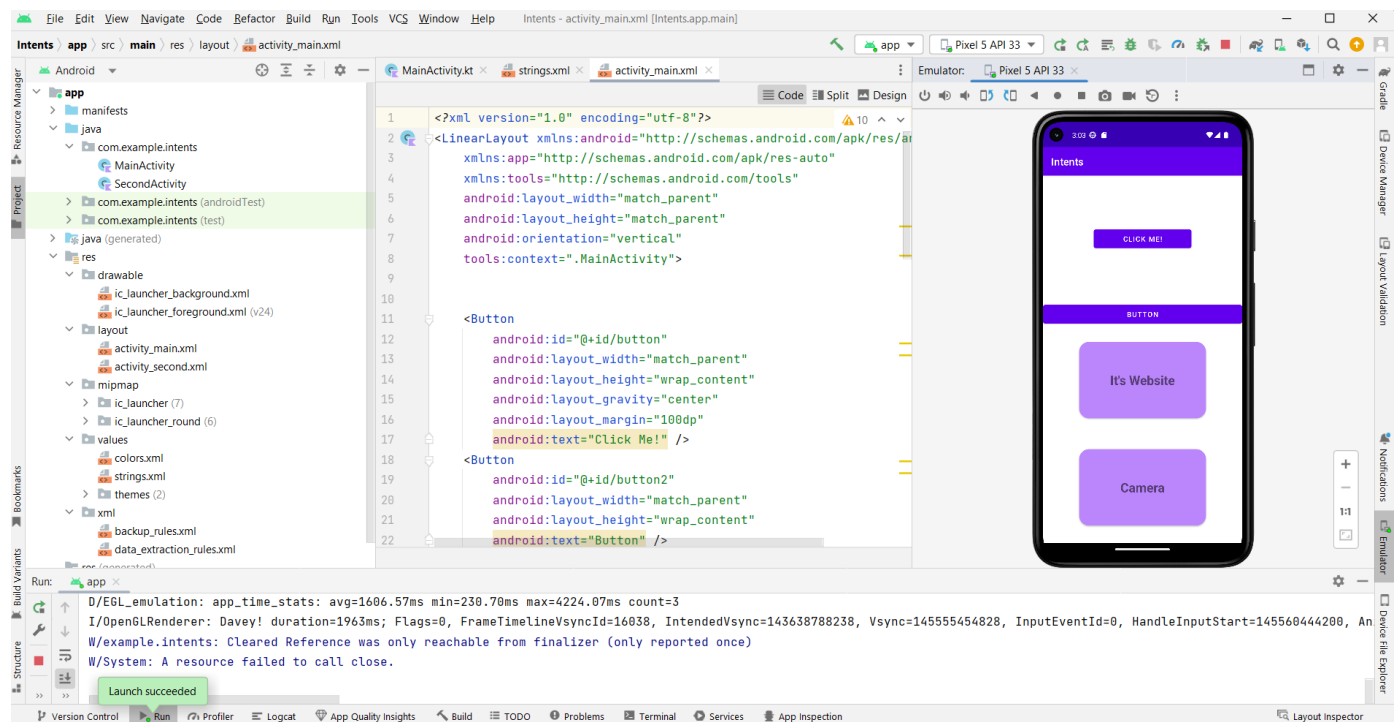 File Edit View Navigate Code Refactor Build Run Tools VCS Window Help Intents - activity_main.xml [Intents.app.main]
Intents app src main res layout activity_main.xml app Pixel 5 API 33
Android
MainActivity.kt strings.xml activity_main.xml
Emulator: Pixel 5 API 33
Code Split Design
Resource Manager
Project
Bookmarks
Build Variants
Structure
app
manifests
java
com.example.intents
MainActivity
SecondActivity
com.example.intents (androidTest)
com.example.intents (test)
java (generated)
res
drawable
ic_launcher_background.xml
ic_launcher_foreground.xml (v24)
layout
activity_main.xml
activity_second.xml
mipmap
ic_launcher (7)
ic_launcher_round (6)
values
colors.xml
strings.xml
themes (2)
xml
backup_rules.xml
data_extraction_rules.xml
res (generated)
10
1 <?xml version="1.0" encoding="utf-8"?>
2 <LinearLayout xmlns:android="http://schemas.android.com/apk/res/an
3 xmlns:app="http://schemas.android.com/apk/res-auto"
4 xmlns:tools="http://schemas.android.com/tools"
5 android:layout_width="match_parent"
6 android:layout_height="match_parent"
7 android:orientation="vertical"
8 tools:context=".MainActivity">
9
10
11 <Button
12 android:id="@+id/button"
13 android:layout_width="match_parent"
14 android:layout_height="wrap_content"
15 android:layout_gravity="center"
16 android:layout_margin="100dp"
17 android:text="Click Me!" />
18 <Button
19 android:id="@+id/button2"
20 android:layout_width="match_parent"
21 android:layout_height="wrap_content"
22 android:text="Button" />
3:03
Intents
CLICK ME!
BUTTON
It's Website
Camera
1:1
Gradle
Device Manager
Layout Validation
Notifications
Emulator
Device File Explorer
Run: app
D/EGL_emulation: app_time_stats: avg=1606.57ms min=230.70ms max=4224.07ms count=3
I/OpenGLRenderer: Davey! duration=1963ms; Flags=0, FrameTimelineVsyncId=16038, IntendedVsync=143638788238, Vsync=145555454828, InputEventId=0, HandleInputStart=145560444200, An
W/example.intents: Cleared Reference was only reachable from finalizer (only reported once)
W/System: A resource failed to call close.
Launch succeeded
Version Control Run Profiler Logcat App Quality Insights Build TODO Problems Terminal Services App Inspection Layout Inspector